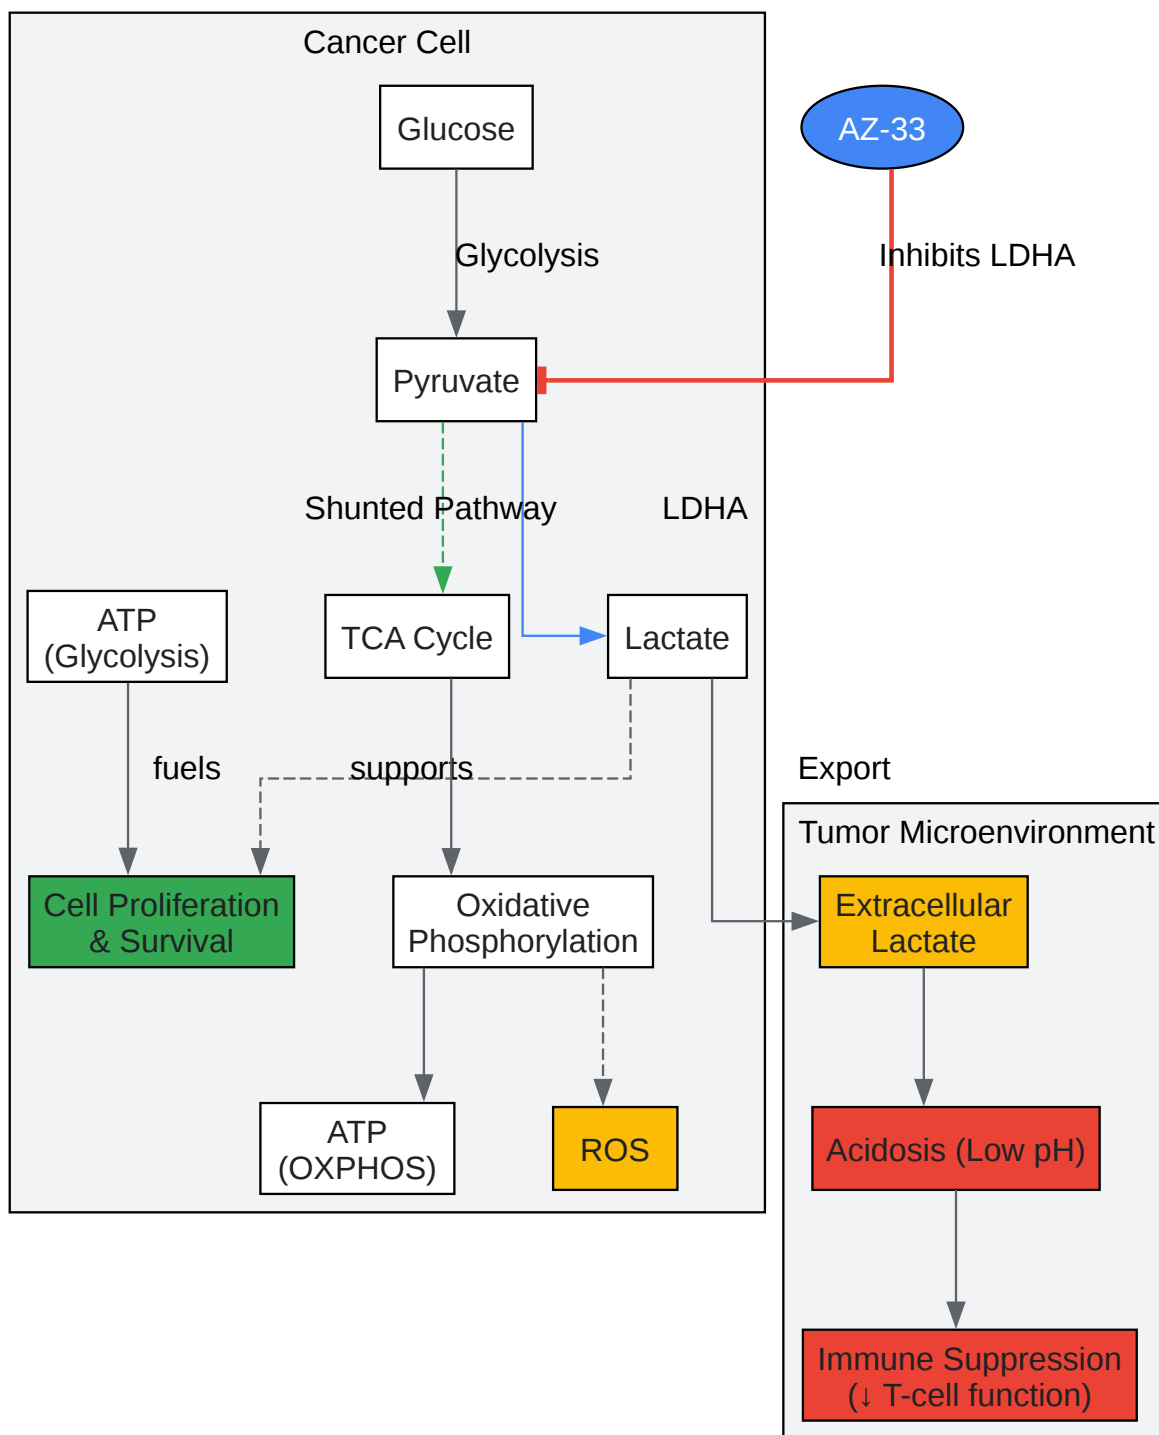 Cancer Cell
Glucose
AZ-33
Glycolysis
Inhibits LDHA
Pyruvate
Shunted Pathway
LDHA
ATP
(Glycolysis)
TCA Cycle
Lactate
fuels
supports
Export
Tumor Microenvironment
Cell Proliferation
& Survival
Oxidative
Phosphorylation
Extracellular
Lactate
ATP
(OXPHOS)
ROS
Acidosis (Low pH)
Immune Suppression
(↓ T-cell function)